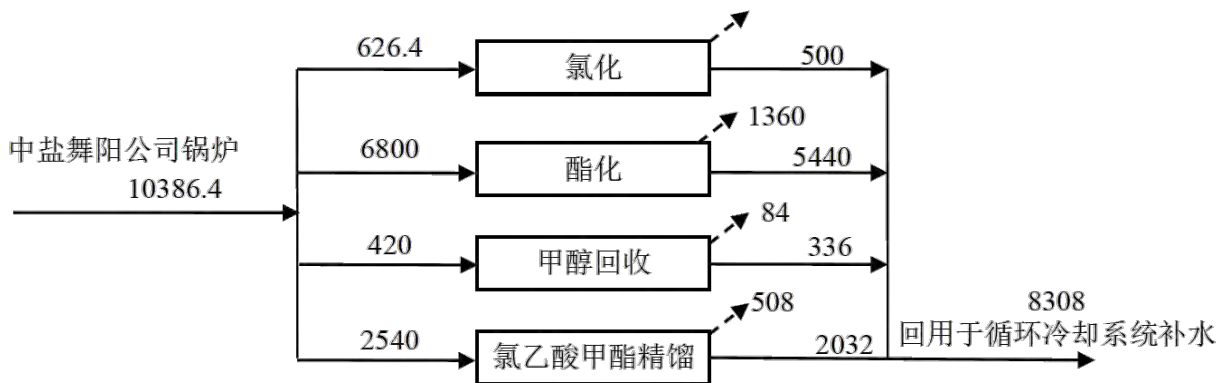 626.4
氯化
500
中盐舞阳公司锅炉
10386.4
6800
酯化
1360
5440
420
甲醇回收
84
336
2540
氯乙酸甲酯精馏
508
2032
8308
回用于循环冷却系统补水